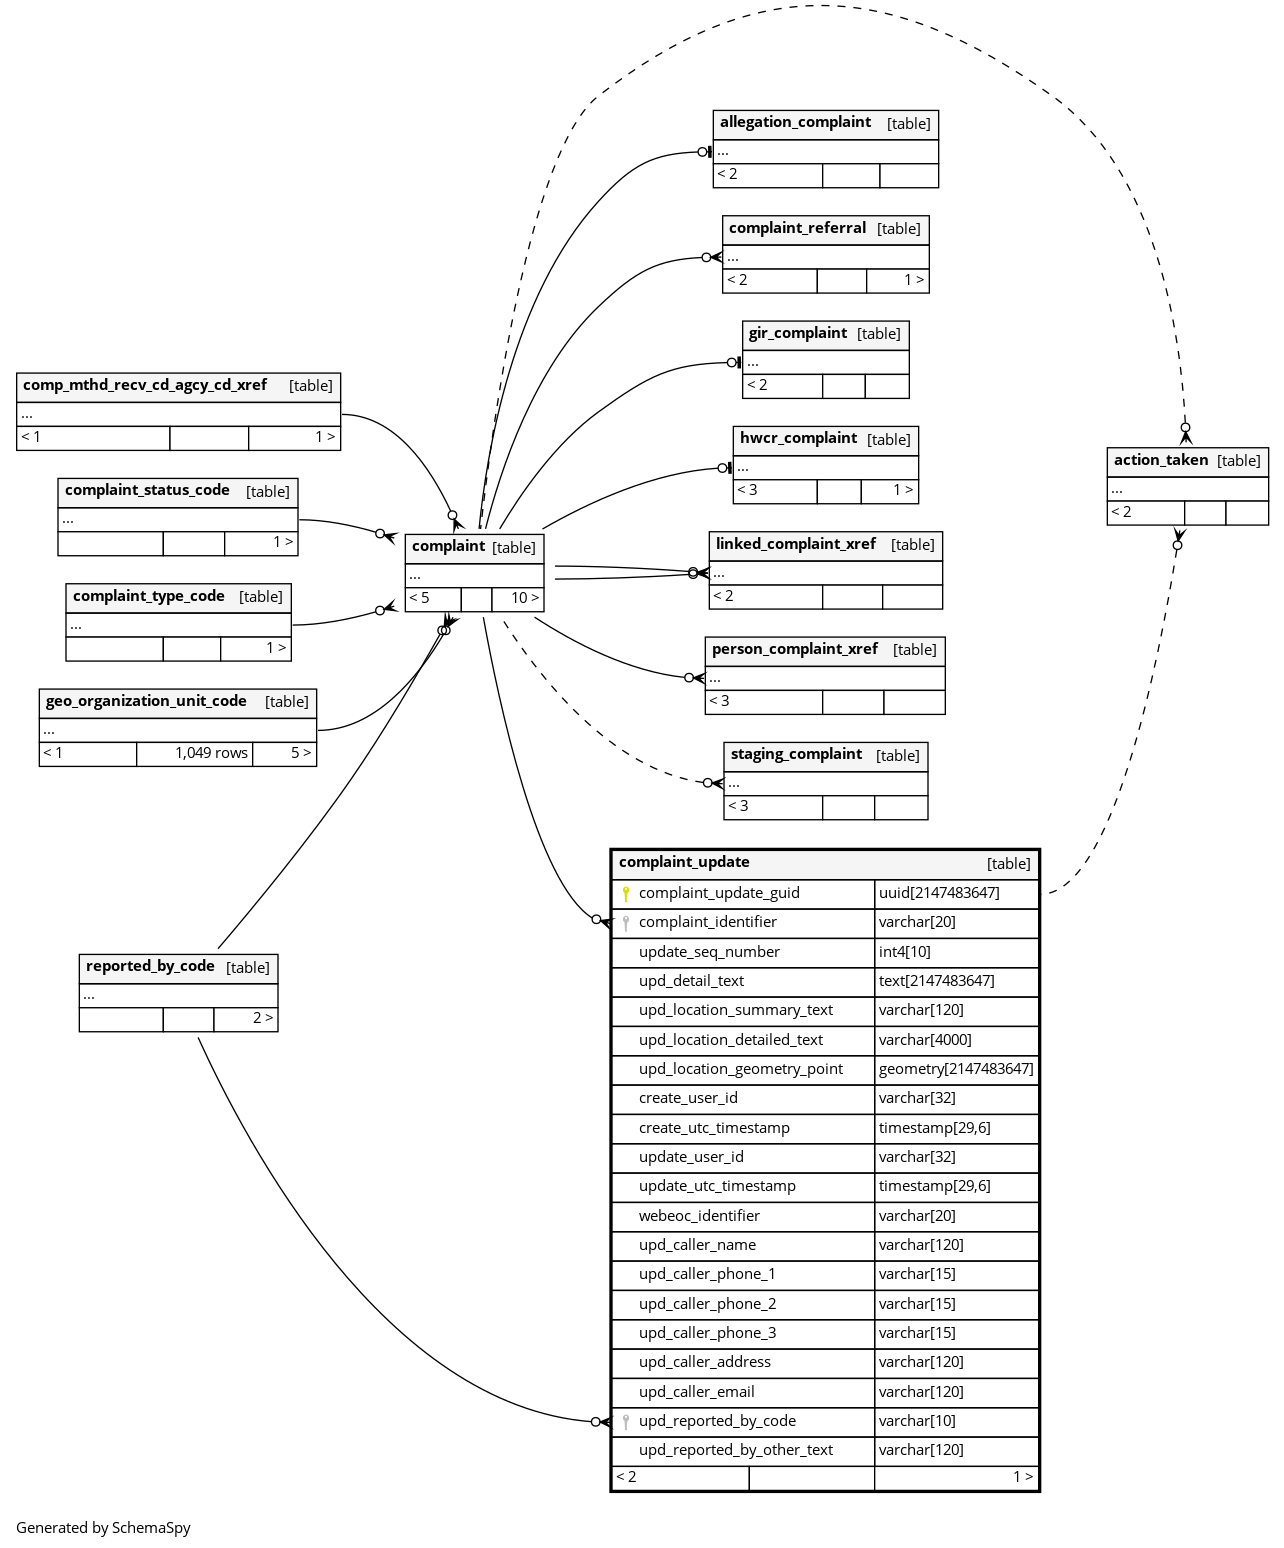 allegation_complaint [table]
...
< 2
complaint_referral [table]
...
< 2 1 >
gir_complaint [table]
...
< 2
comp_mthd_recv_cd_agcy_cd_xref [table]
...
< 1 1 >
hwcr_complaint [table]
...
< 3 1 >
action_taken [table]
...
< 2
complaint_status_code [table]
...
1 >
complaint [table]
...
< 5 10 >
linked_complaint_xref [table]
...
< 2
complaint_type_code [table]
...
1 >
person_complaint_xref [table]
...
< 3
geo_organization_unit_code [table]
...
< 1 1,049 rows 5 >
staging_complaint [table]
...
< 3
complaint_update [table]
complaint_update_guid uuid[2147483647]
complaint_identifier varchar[20]
update_seq_number int4[10]
upd_detail_text text[2147483647]
upd_location_summary_text varchar[120]
upd_location_detailed_text varchar[4000]
upd_location_geometry_point geometry[2147483647]
create_user_id varchar[32]
create_utc_timestamp timestamp[29,6]
update_user_id varchar[32]
update_utc_timestamp timestamp[29,6]
webeoc_identifier varchar[20]
upd_caller_name varchar[120]
upd_caller_phone_1 varchar[15]
upd_caller_phone_2 varchar[15]
upd_caller_phone_3 varchar[15]
upd_caller_address varchar[120]
upd_caller_email varchar[120]
upd_reported_by_code varchar[10]
upd_reported_by_other_text varchar[120]
< 2 1 >
reported_by_code [table]
...
2 >
Generated by SchemaSpy